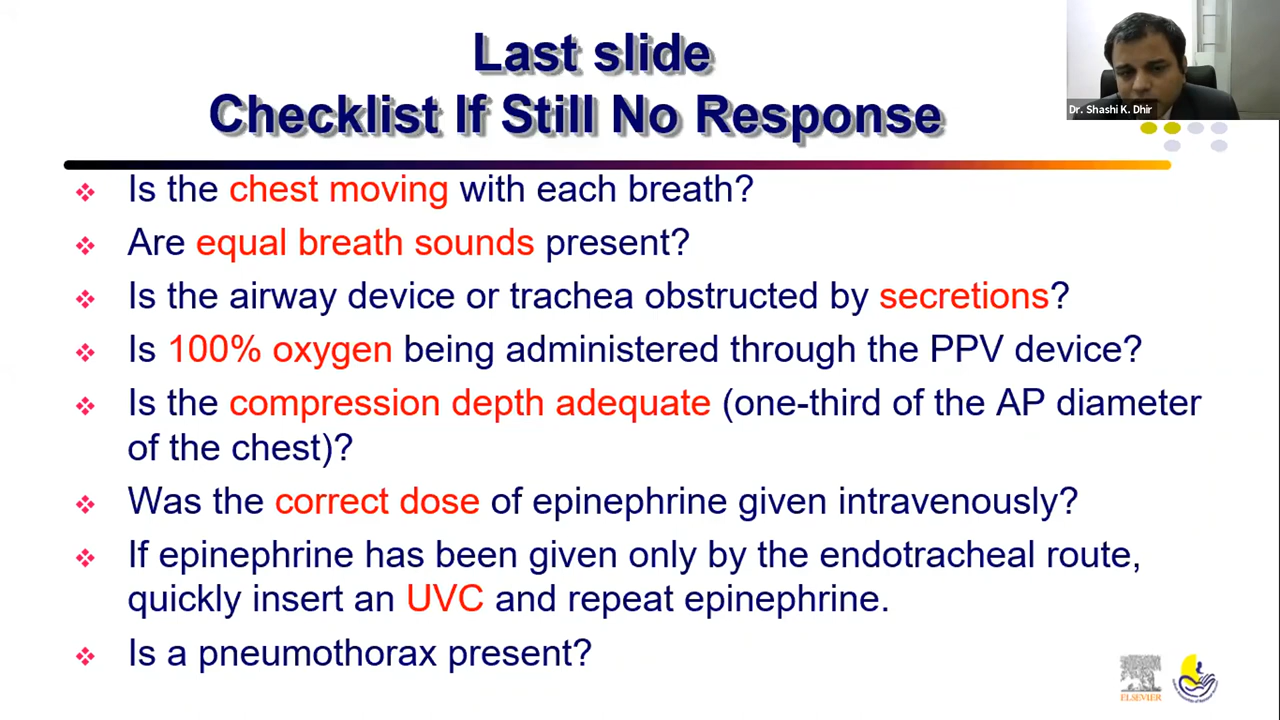 Last slide
Checklist If Still No Response
Dr. Shashi K. Dhir
Is the chest moving with each breath?
Are equal breath sounds present?
Is the airway device or trachea obstructed by secretions?
Is 100% oxygen being administered through the PPV device?
Is the compression depth adequate (one-third of the AP diameter
of the chest)?
Was the correct dose of epinephrine given intravenously?
If epinephrine has been given only by the endotracheal route,
quickly insert an UVC and repeat epinephrine.
Is a pneumothorax present?
ELSEVIER